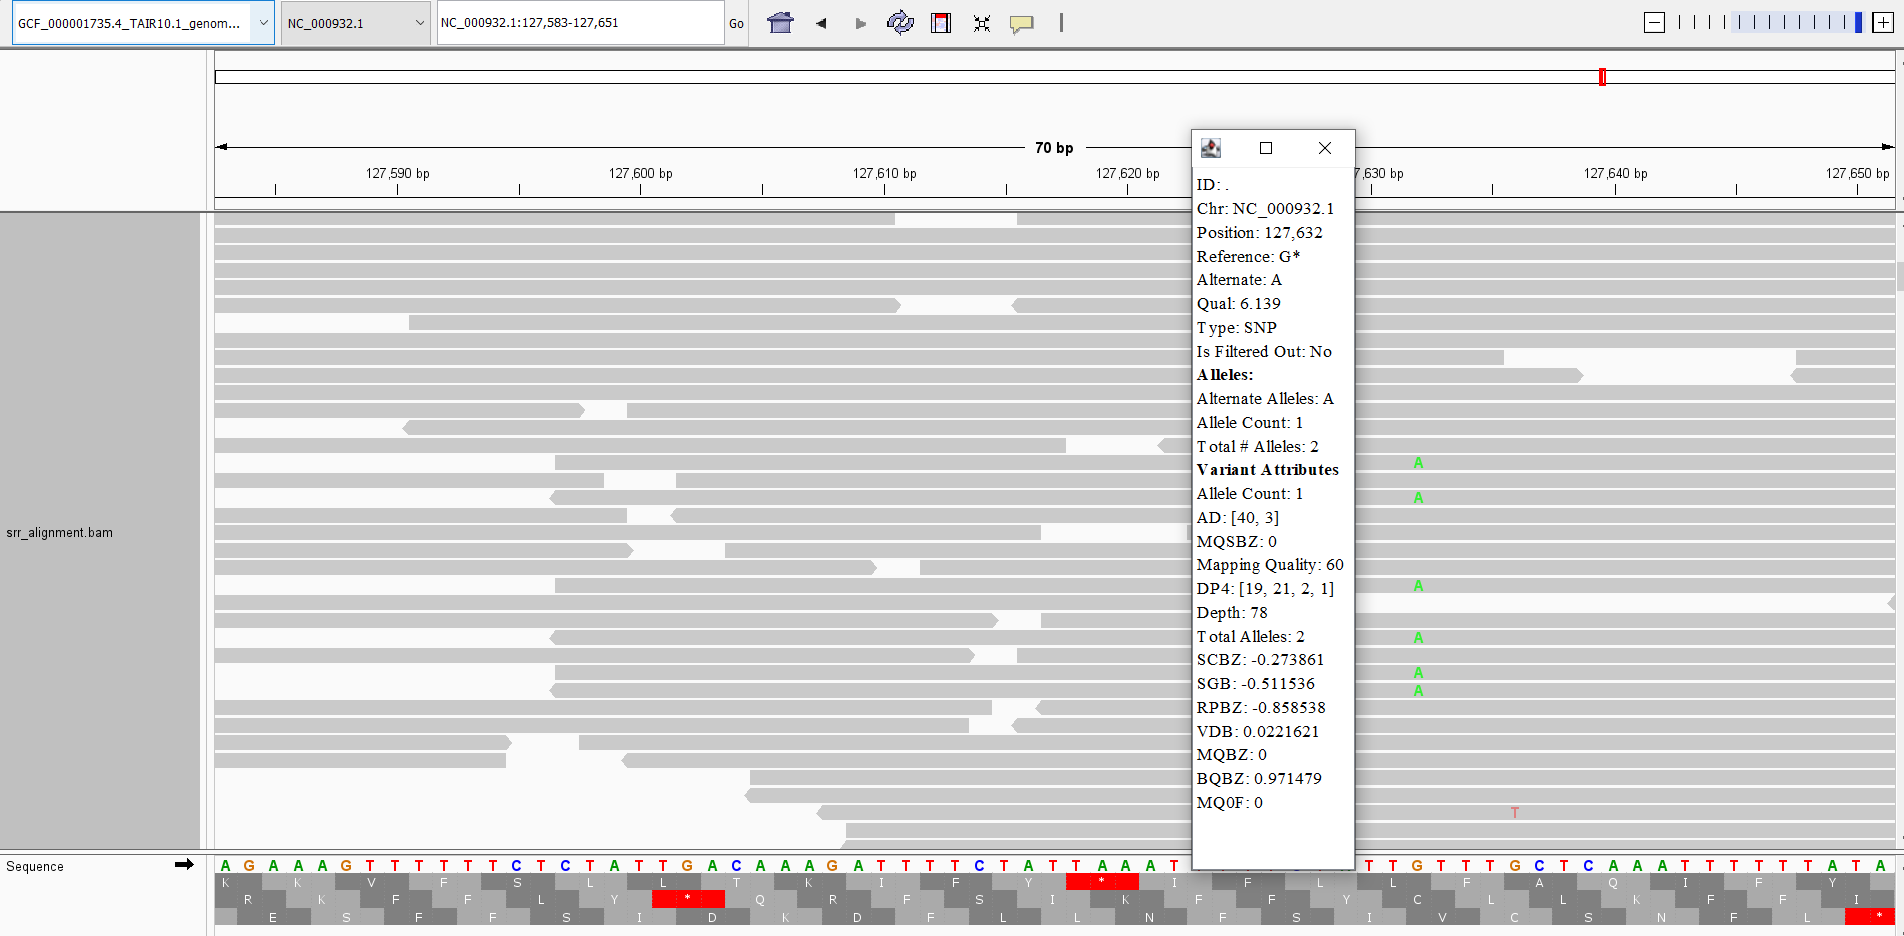 GCF_000001735.4_TAIR10.1_genom... NC_000932.1 NC_000932.1:127,583-127,651 Go
70 bp
127,590 bp 127,600 bp 127,610 bp 127,620 bp 7,630 bp 127,640 bp 127,650 bp
ID: .
Chr: NC_000932.1
Position: 127,632
Reference: G*
Alternate: A
Qual: 6.139
Type: SNP
Is Filtered Out: No
Alleles:
Alternate Alleles: A
Allele Count: 1
Total # Alleles: 2
Variant Attributes
Allele Count: 1
AD: [40, 3]
MQSBZ: 0
Mapping Quality: 60
DP4: [19, 21, 2, 1]
Depth: 78
Total Alleles: 2
SCBZ: -0.273861
SGB: -0.511536
RPBZ: -0.858538
VDB: 0.0221621
MQBZ: 0
BQBZ: 0.971479
MQ0F: 0
A
A
A
A
A
A
T
srr_alignment.bam
Sequence A G A A A G T T T T T T C T C T A T T G A C A A A G A T T T T C T A T T A A A T T T G T T T G C T C A A A T T T T T T A T A
K K V F S L L T K I F Y * I F L L F A Q I F Y
R K F F L Y * Q R F S I K F F Y C L L K F F I
E S F F S I D K D F L L N F S I V C S N F L *